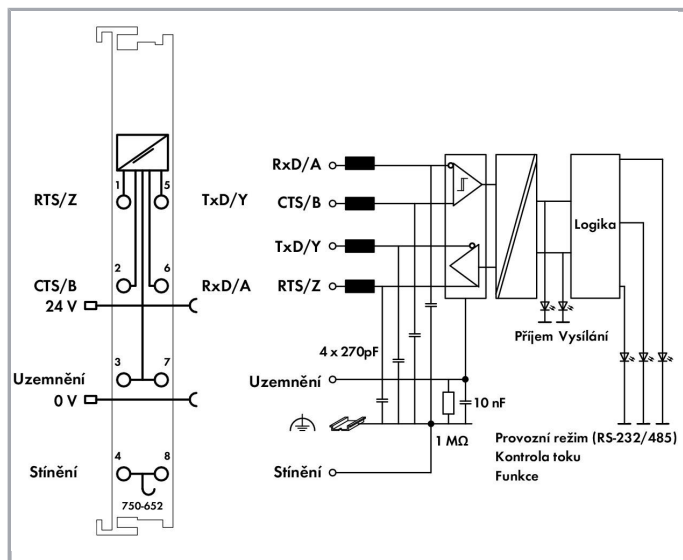 1 5
RTS/Z TxD/Y
2 6
CTS/B RxD/A
24 V
3 7
Uzemnění
0 V
4 8
Stínění
750-652
RxD/A
CTS/B
TxD/Y
RTS/Z
Logika
Příjem Vysílání
4 x 270pF
Uzemnění
10 nF
1 MΩ
Stínění
Provozní režim (RS-232/485)
Kontrola toku
Funkce